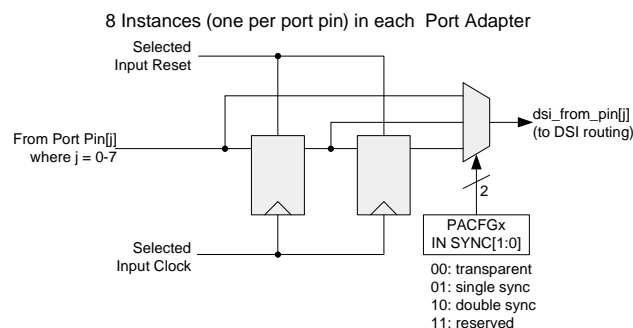 8 Instances (one per port pin) in each Port Adapter
Selected
Input Reset
From Port Pin[j]
where j = 0-7
dsi_from_pin[j]
(to DSI routing)
2
Selected
Input Clock
PACFGx
IN SYNC[1:0]
00: transparent
01: single sync
10: double sync
11: reserved